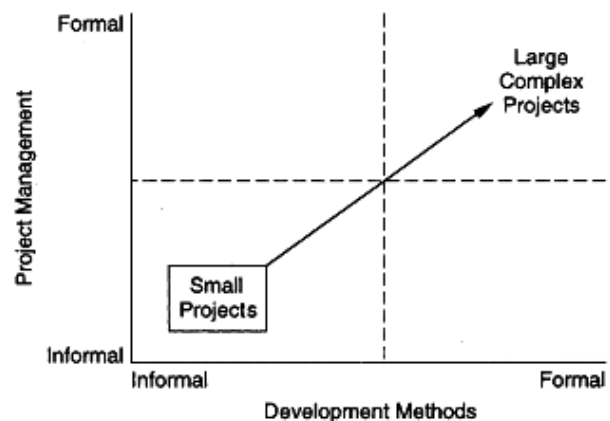 Formal
Large
Complex
Projects
Project Management
Small
Projects
Informal
Informal
Formal
Development Methods